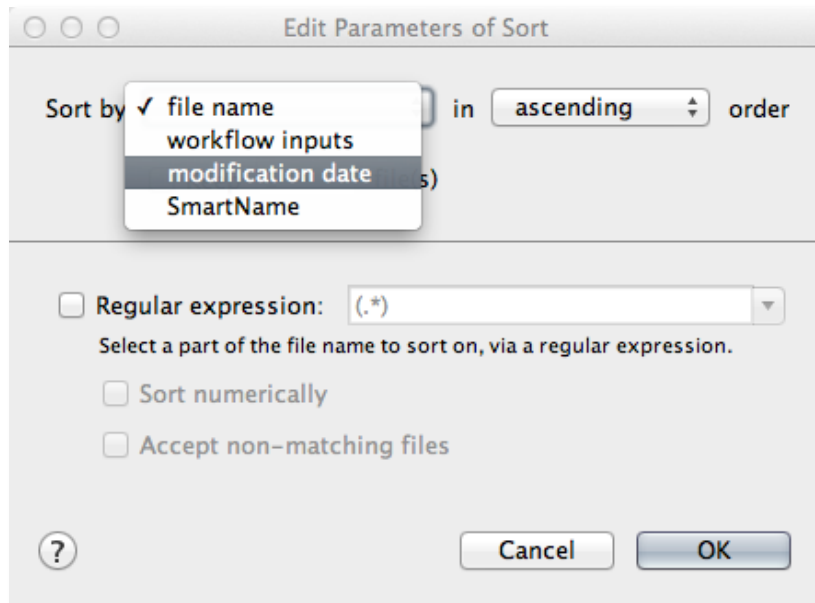 Edit Parameters of Sort
Sort by ✓ file name in ascending order
workflow inputs
modification date s)
SmartName
Regular expression: (.*)
Select a part of the file name to sort on, via a regular expression.
Sort numerically
Accept non-matching files
? Cancel OK